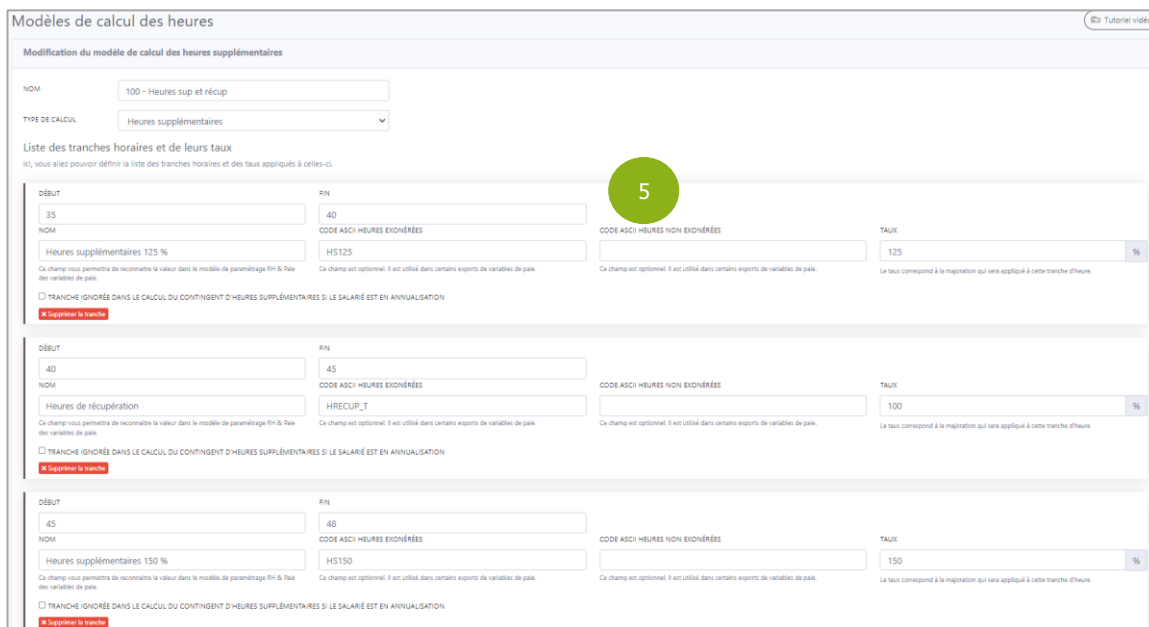 Modèles de calcul des heures
Tutoriel vidéo
Modification du modèle de calcul des heures supplémentaires
NOM
100 - Heures sup et récup
TYPE DE CALCUL
Heures supplémentaires
Liste des tranches horaires et de leurs taux
Ici, vous allez pouvoir définir la liste des tranches horaires et des taux appliqués à celles-ci.
5
DÉBUT FIN
35 40
NOM CODE ASCII HEURES EXONÉRÉES CODE ASCII HEURES NON EXONÉRÉES TAUX
Heures supplémentaires 125 % HS125 125 %
Ce champ vous permettra de reconnaitre la valeur dans le modèle de paramétrage RH & Paie Ce champ est optionnel. Il est utilisé dans certains exports de variables de paie. Ce champ est optionnel. Il est utilisé dans certains exports de variables de paie. Le taux correspond à la majoration qui sera appliqué à cette tranche d'heure.
des variables de paie.
TRANCHE IGNORÉE DANS LE CALCUL DU CONTINGENT D'HEURES SUPPLÉMENTAIRES SI LE SALARIÉ EST EN ANNUALISATION
Supprimer la tranche
DÉBUT FIN
40 45
NOM CODE ASCII HEURES EXONÉRÉES CODE ASCII HEURES NON EXONÉRÉES TAUX
Heures de récupération HRECUP_T 100 %
Ce champ vous permettra de reconnaitre la valeur dans le modèle de paramétrage RH & Paie Ce champ est optionnel. Il est utilisé dans certains exports de variables de paie. Ce champ est optionnel. Il est utilisé dans certains exports de variables de paie. Le taux correspond à la majoration qui sera appliqué à cette tranche d'heure.
des variables de paie.
TRANCHE IGNORÉE DANS LE CALCUL DU CONTINGENT D'HEURES SUPPLÉMENTAIRES SI LE SALARIÉ EST EN ANNUALISATION
Supprimer la tranche
DÉBUT FIN
45 48
NOM CODE ASCII HEURES EXONÉRÉES CODE ASCII HEURES NON EXONÉRÉES TAUX
Heures supplémentaires 150 % HS150 150 %
Ce champ vous permettra de reconnaitre la valeur dans le modèle de paramétrage RH & Paie Ce champ est optionnel. Il est utilisé dans certains exports de variables de paie. Ce champ est optionnel. Il est utilisé dans certains exports de variables de paie. Le taux correspond à la majoration qui sera appliqué à cette tranche d'heure.
des variables de paie.
TRANCHE IGNORÉE DANS LE CALCUL DU CONTINGENT D'HEURES SUPPLÉMENTAIRES SI LE SALARIÉ EST EN ANNUALISATION
Supprimer la tranche